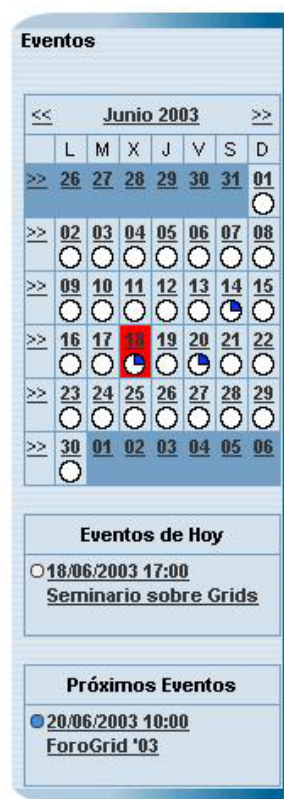 Eventos
<< Junio 2003 >>
L M X J V S D
>> 26 27 28 29 30 31 01
>> 02 03 04 05 06 07 08
>> 09 10 11 12 13 14 15
>> 16 17 18 19 20 21 22
>> 23 24 25 26 27 28 29
>> 30 01 02 03 04 05 06
Eventos de Hoy
18/06/2003 17:00
Seminario sobre Grids
Próximos Eventos
20/06/2003 10:00
ForoGrid '03